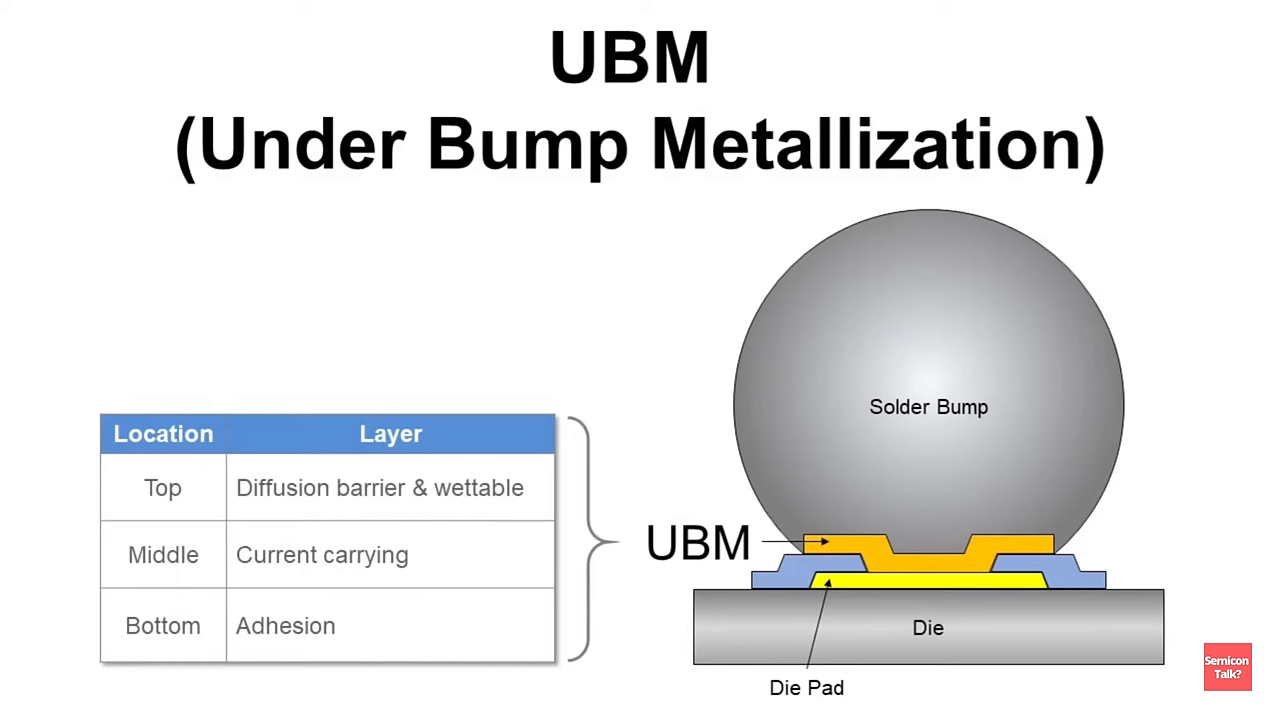 UBM
(Under Bump Metallization)
Location Layer
Top Diffusion barrier & wettable
Middle Current carrying
Bottom Adhesion
UBM
Solder Bump
Die
Die Pad
Semicon
Talk?